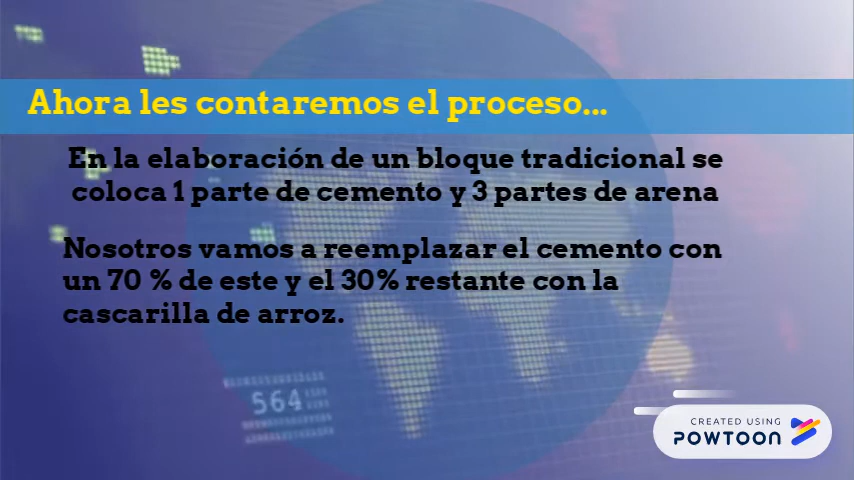 Ahora les contaremos el proceso...
En la elaboración de un bloque tradicional se
coloca 1 parte de cemento y 3 partes de arena
Nosotros vamos a reemplazar el cemento con
un 70 % de este y el 30% restante con la
cascarilla de arroz.
564
CREATED USING
POWTOON